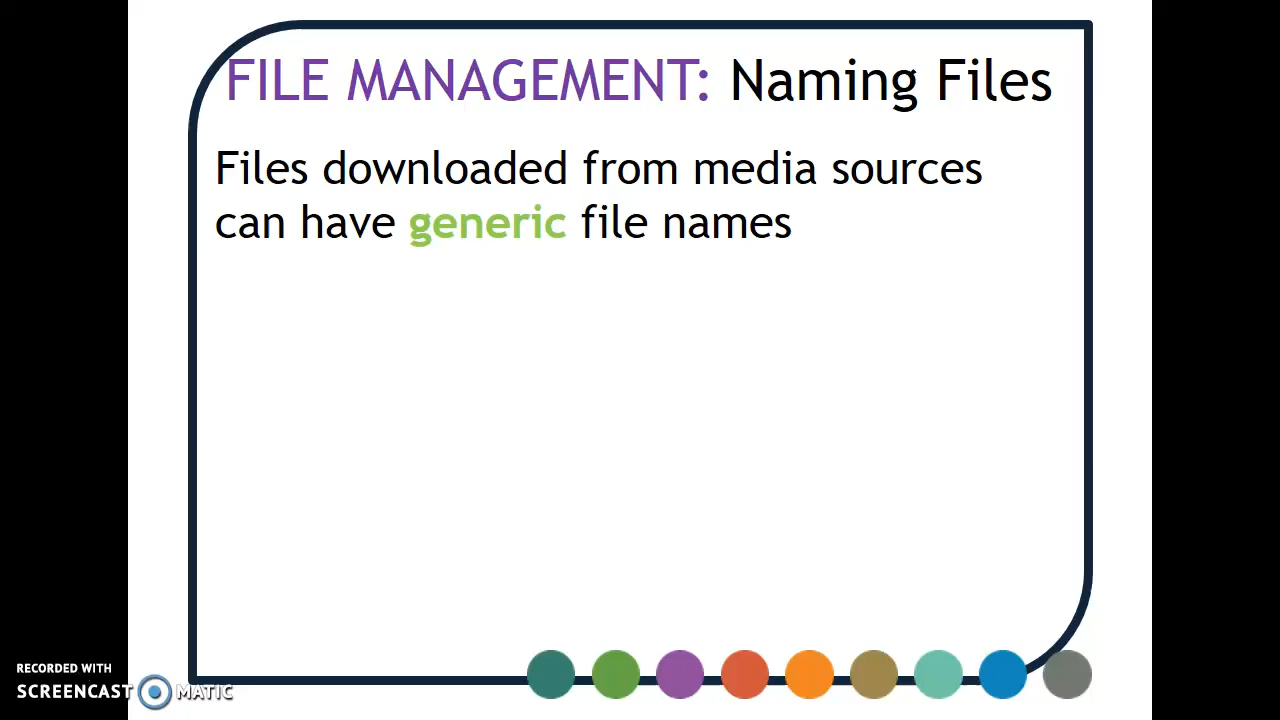 FILE MANAGEMENT: Naming Files
Files downloaded from media sources
can have generic file names
RECORDED WITH
SCREENCAST MATIC